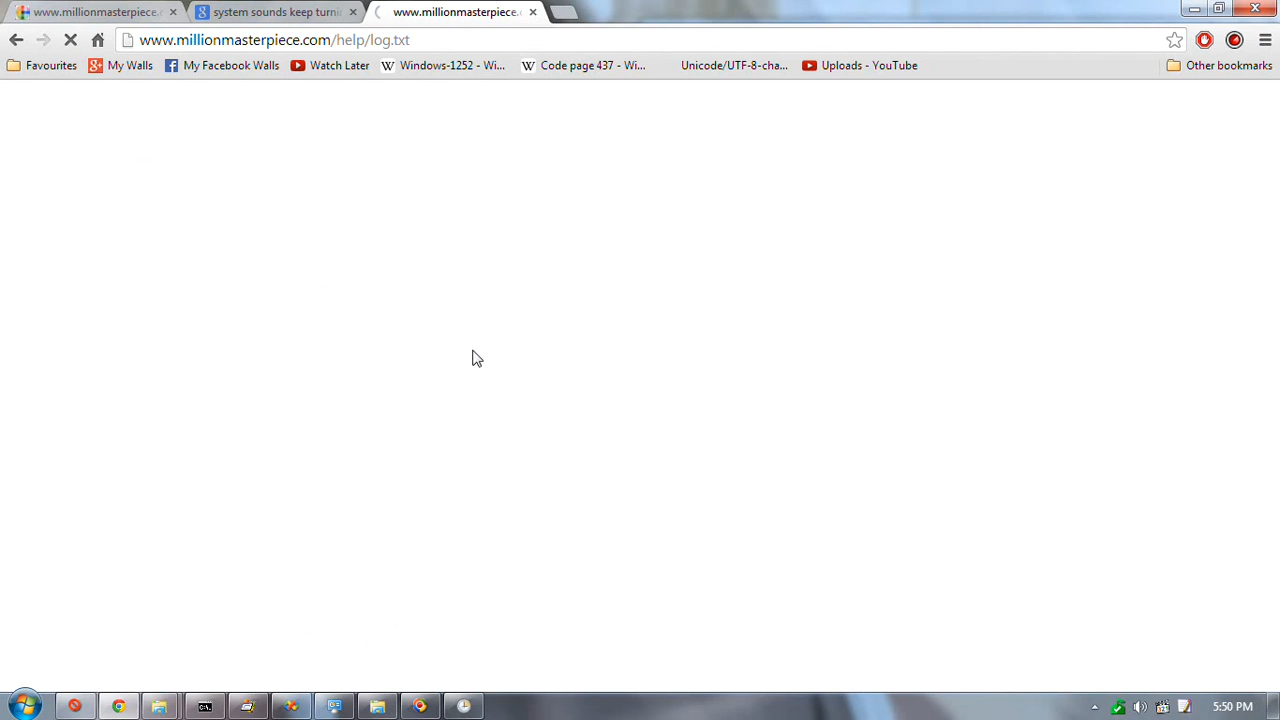 www.millionmasterpiece.c system sounds keep turni www.millionmasterpiece.c
www.millionmasterpiece.com/help/log.txt
Favourites My Walls My Facebook Walls Watch Later Windows-1252 - Wi... Code page 437 - Wi... Unicode/UTF-8-cha... Uploads - YouTube Other bookmarks
5:50 PM